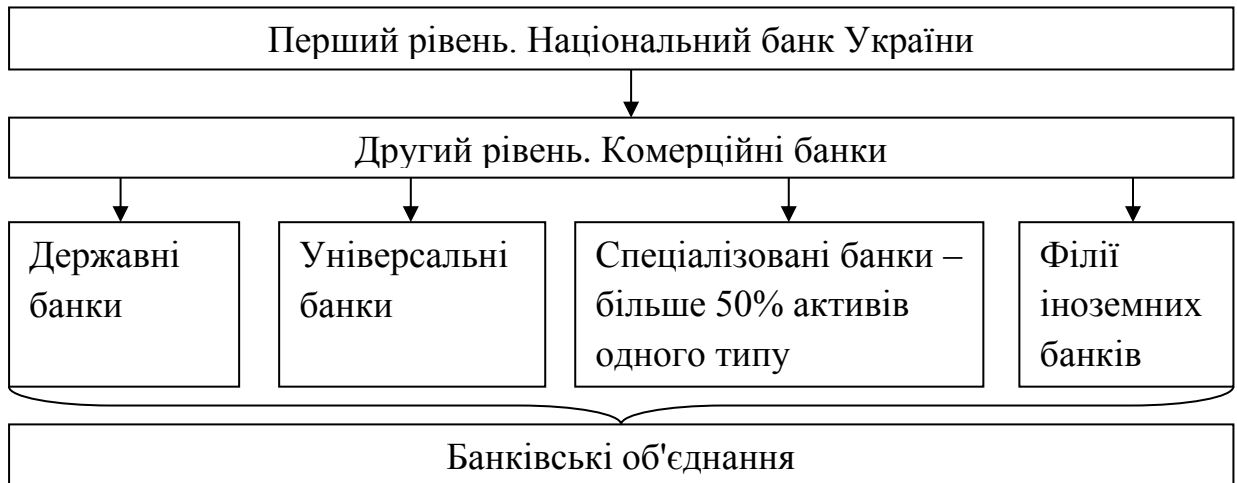 Перший рівень. Національний банк України
Другий рівень. Комерційні банки
Державні
банки
Універсальні
банки
Спеціалізовані банки –
більше 50% активів
одного типу
Філії
іноземних
банків
Банківські об'єднання